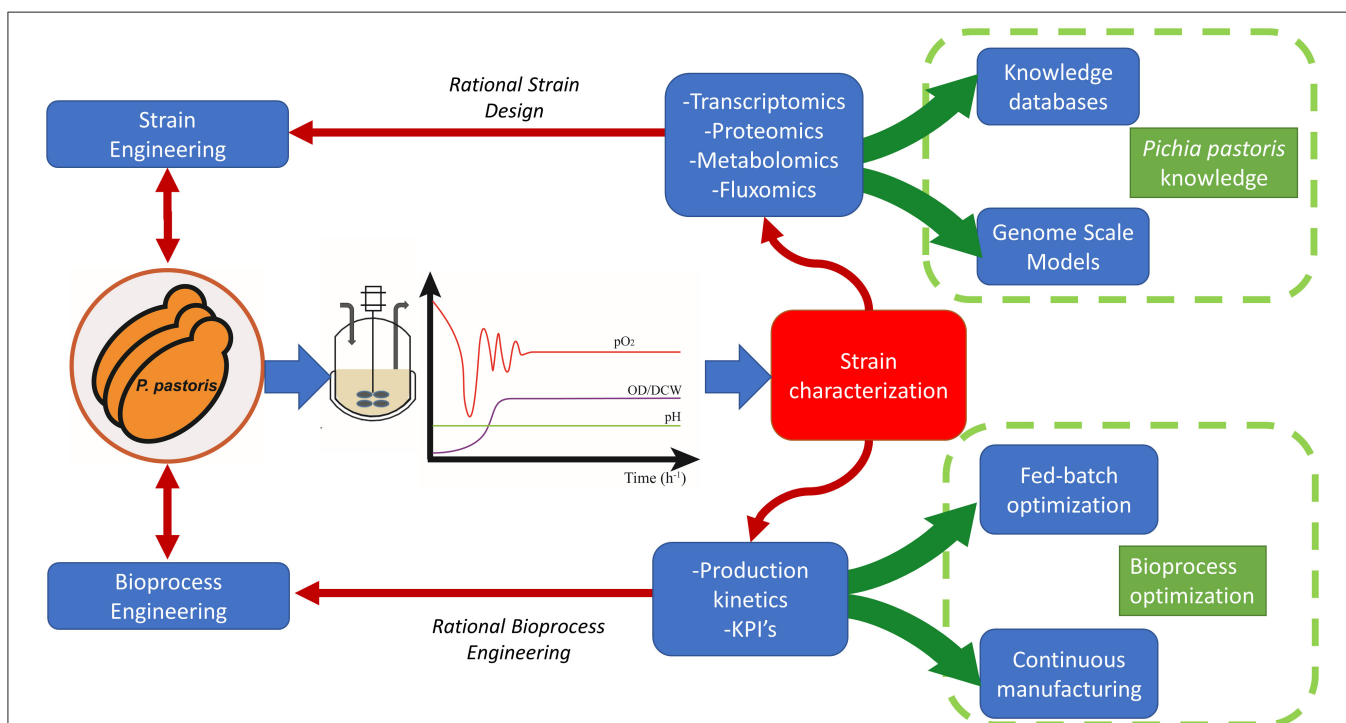 Rational Strain
Design
Strain
Engineering
-Transcriptomics
-Proteomics
-Metabolomics
-Fluxomics
Knowledge
databases
Pichia pastoris
knowledge
Genome Scale
Models
P. pastoris
pO₂
OD/DCW
pH
Time (h⁻¹)
Strain
characterization
Bioprocess
Engineering
Rational Bioprocess
Engineering
-Production
kinetics
-KPI's
Fed-batch
optimization
Bioprocess
optimization
Continuous
manufacturing